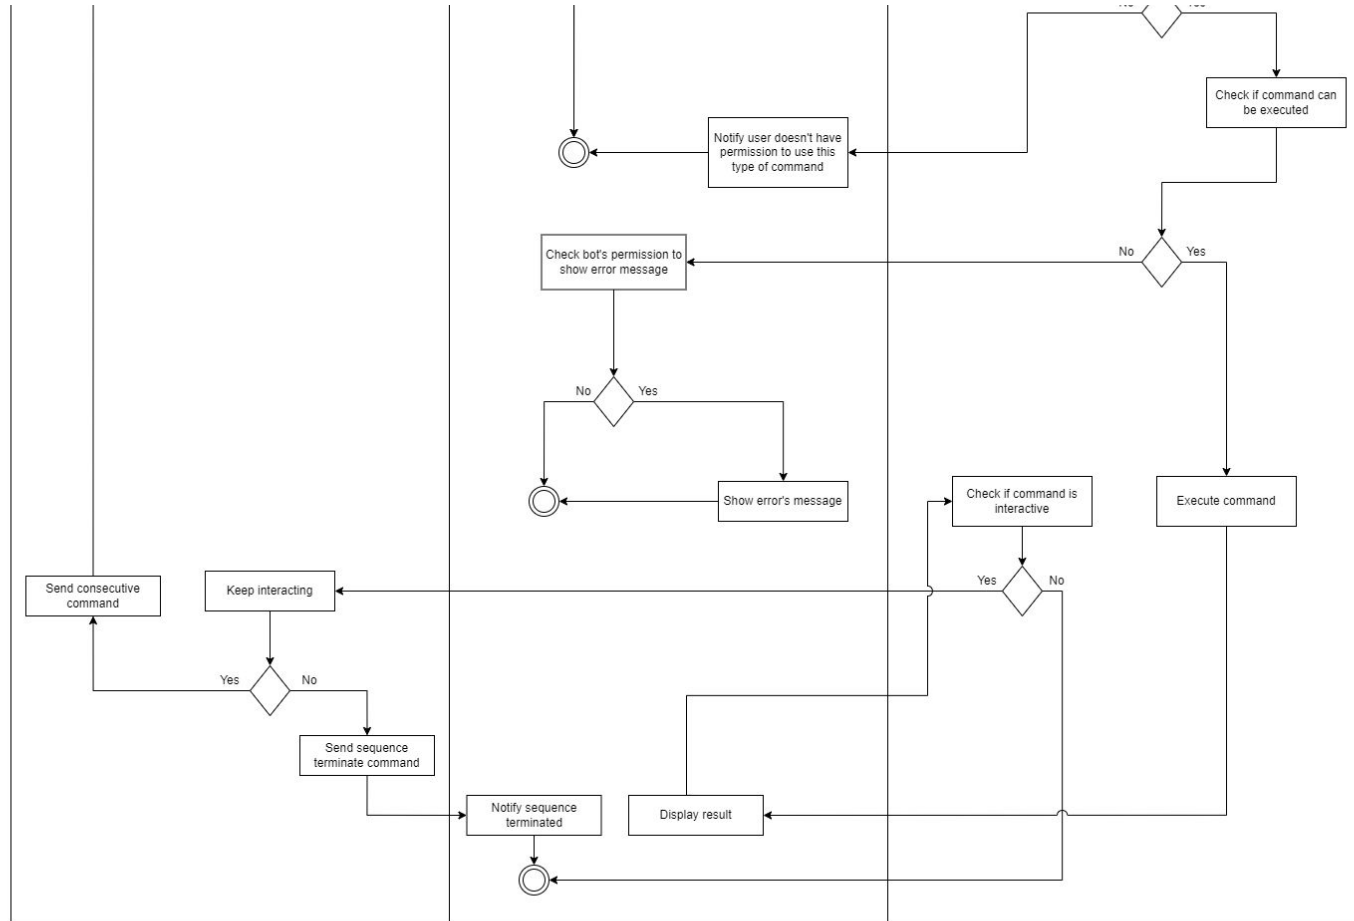 No
Yes
Check if command can
be executed
Notify user doesn't have
permission to use this
type of command
Check bot's permission to
show error message
No
Yes
No
Yes
Show error's message
Check if command is
interactive
Execute command
Send consecutive
command
Keep interacting
Yes
No
Yes
No
Send sequence
terminate command
Notify sequence
terminated
Display result